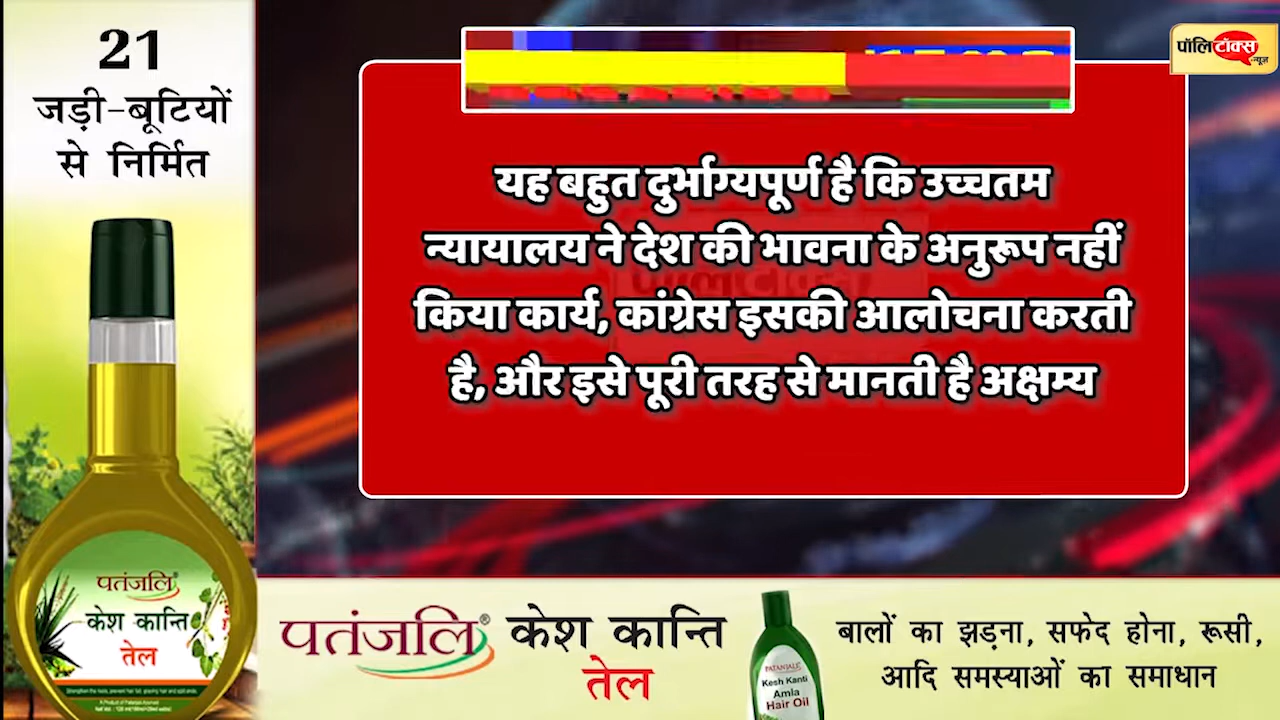 21
जड़ी-बूटियों
से निर्मित
पॉलिटॉक्स
न्यूज़
यह बहुत दुर्भाग्यपूर्ण है कि उच्चतम
न्यायालय ने देश की भावना के अनुरूप नहीं
किया कार्य, कांग्रेस इसकी आलोचना करती
है, और इसे पूरी तरह से मानती है अक्षम्य
पतंजलि
केश कान्ति
तेल
पतंजलि® केश कान्ति
तेल
PATANJALI
Kesh Kanti
Amla
Hair Oil
बालों का झड़ना, सफेद होना, रूसी,
आदि समस्याओं का समाधान